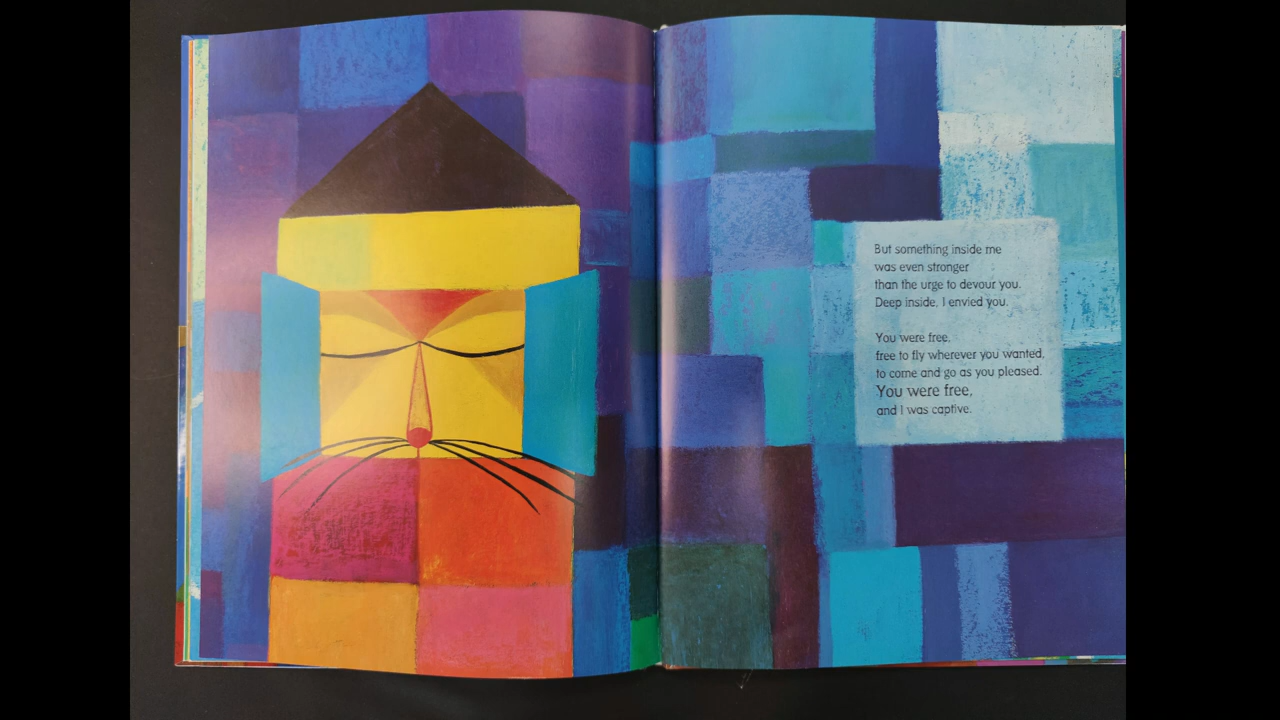 But something inside me
was even stronger
than the urge to devour you.
Deep inside, I envied you.
You were free,
free to fly wherever you wanted,
to come and go as you pleased.
You were free,
and I was captive.